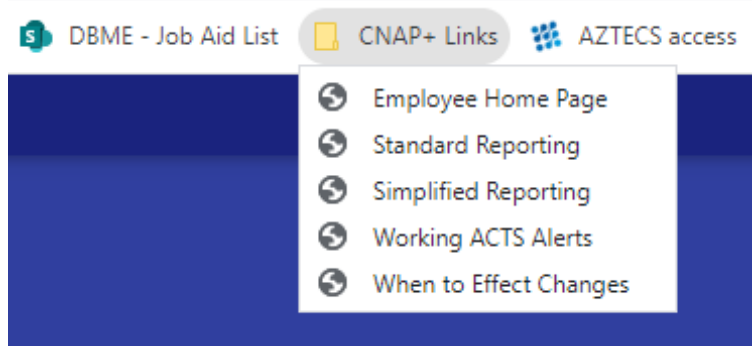 DBME - Job Aid List CNAP+ Links AZTECS access
Employee Home Page
Standard Reporting
Simplified Reporting
Working ACTS Alerts
When to Effect Changes